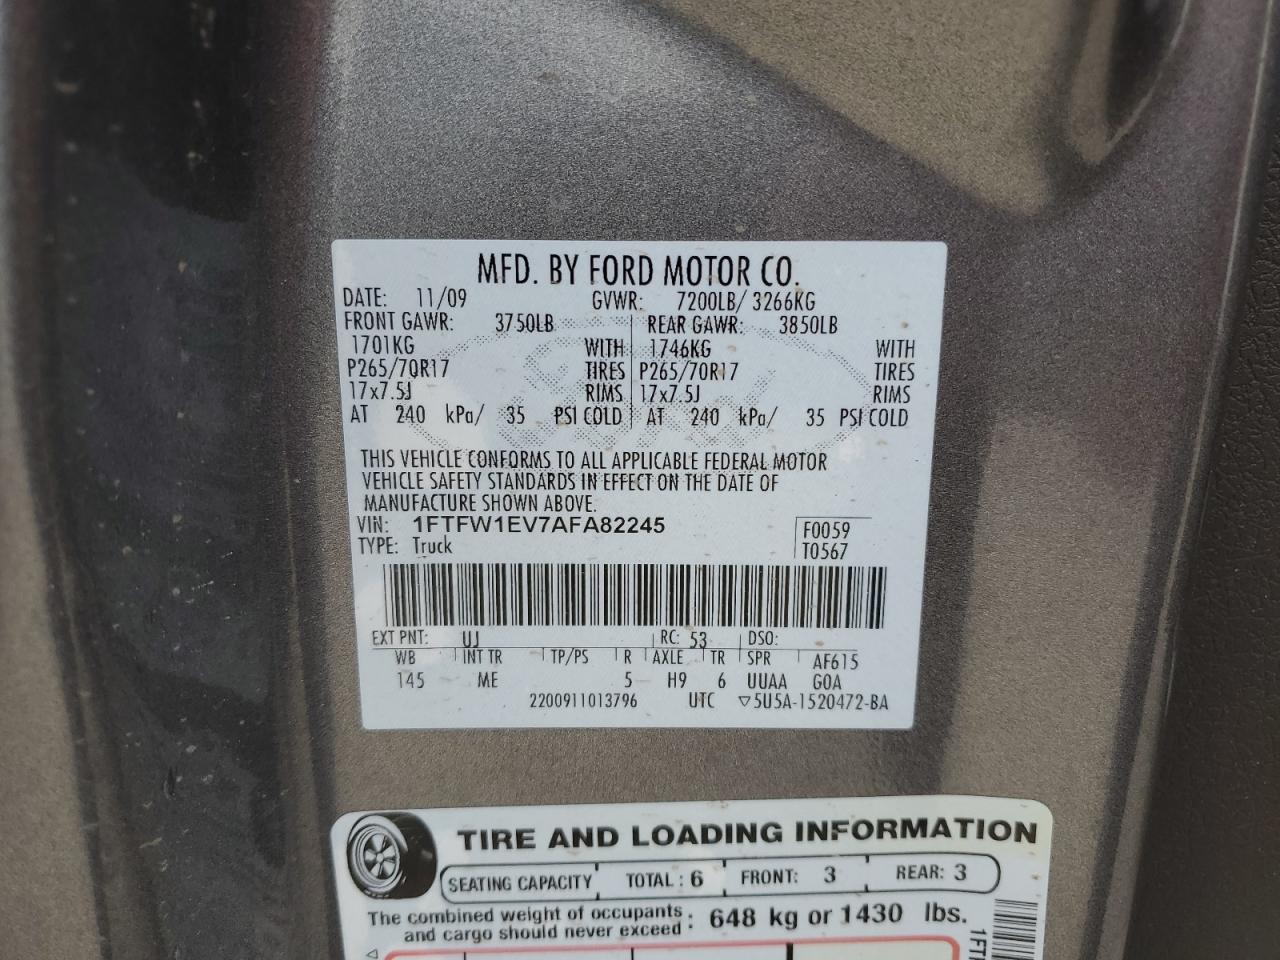 MFD. BY FORD MOTOR CO.
DATE: 11/09 GVWR: 7200LB/ 3266KG
FRONT GAWR: 3750LB REAR GAWR: 3850LB
1701KG WITH 1746KG WITH
P265/70R17 TIRES P265/70R17 TIRES
17x7.5J RIMS 17x7.5J RIMS
AT 240 kPa/ 35 PSI COLD AT 240 kPa/ 35 PSI COLD
THIS VEHICLE CONFORMS TO ALL APPLICABLE FEDERAL MOTOR
VEHICLE SAFETY STANDARDS IN EFFECT ON THE DATE OF
MANUFACTURE SHOWN ABOVE.
VIN: 1FTFW1EV7AFA82245 F0059
TYPE: Truck T0567
EXT PNT: UJ RC: 53 DSO:
WB INT TR TP/PS R AXLE TR SPR AF615
145 ME 5 H9 6 UUAA GOA
2200911013796 UTC ▽5U5A-1520472-BA
TIRE AND LOADING INFORMATION
SEATING CAPACITY TOTAL: 6 FRONT: 3 REAR: 3
The combined weight of occupants
and cargo should never exceed : 648 kg or 1430 lbs.